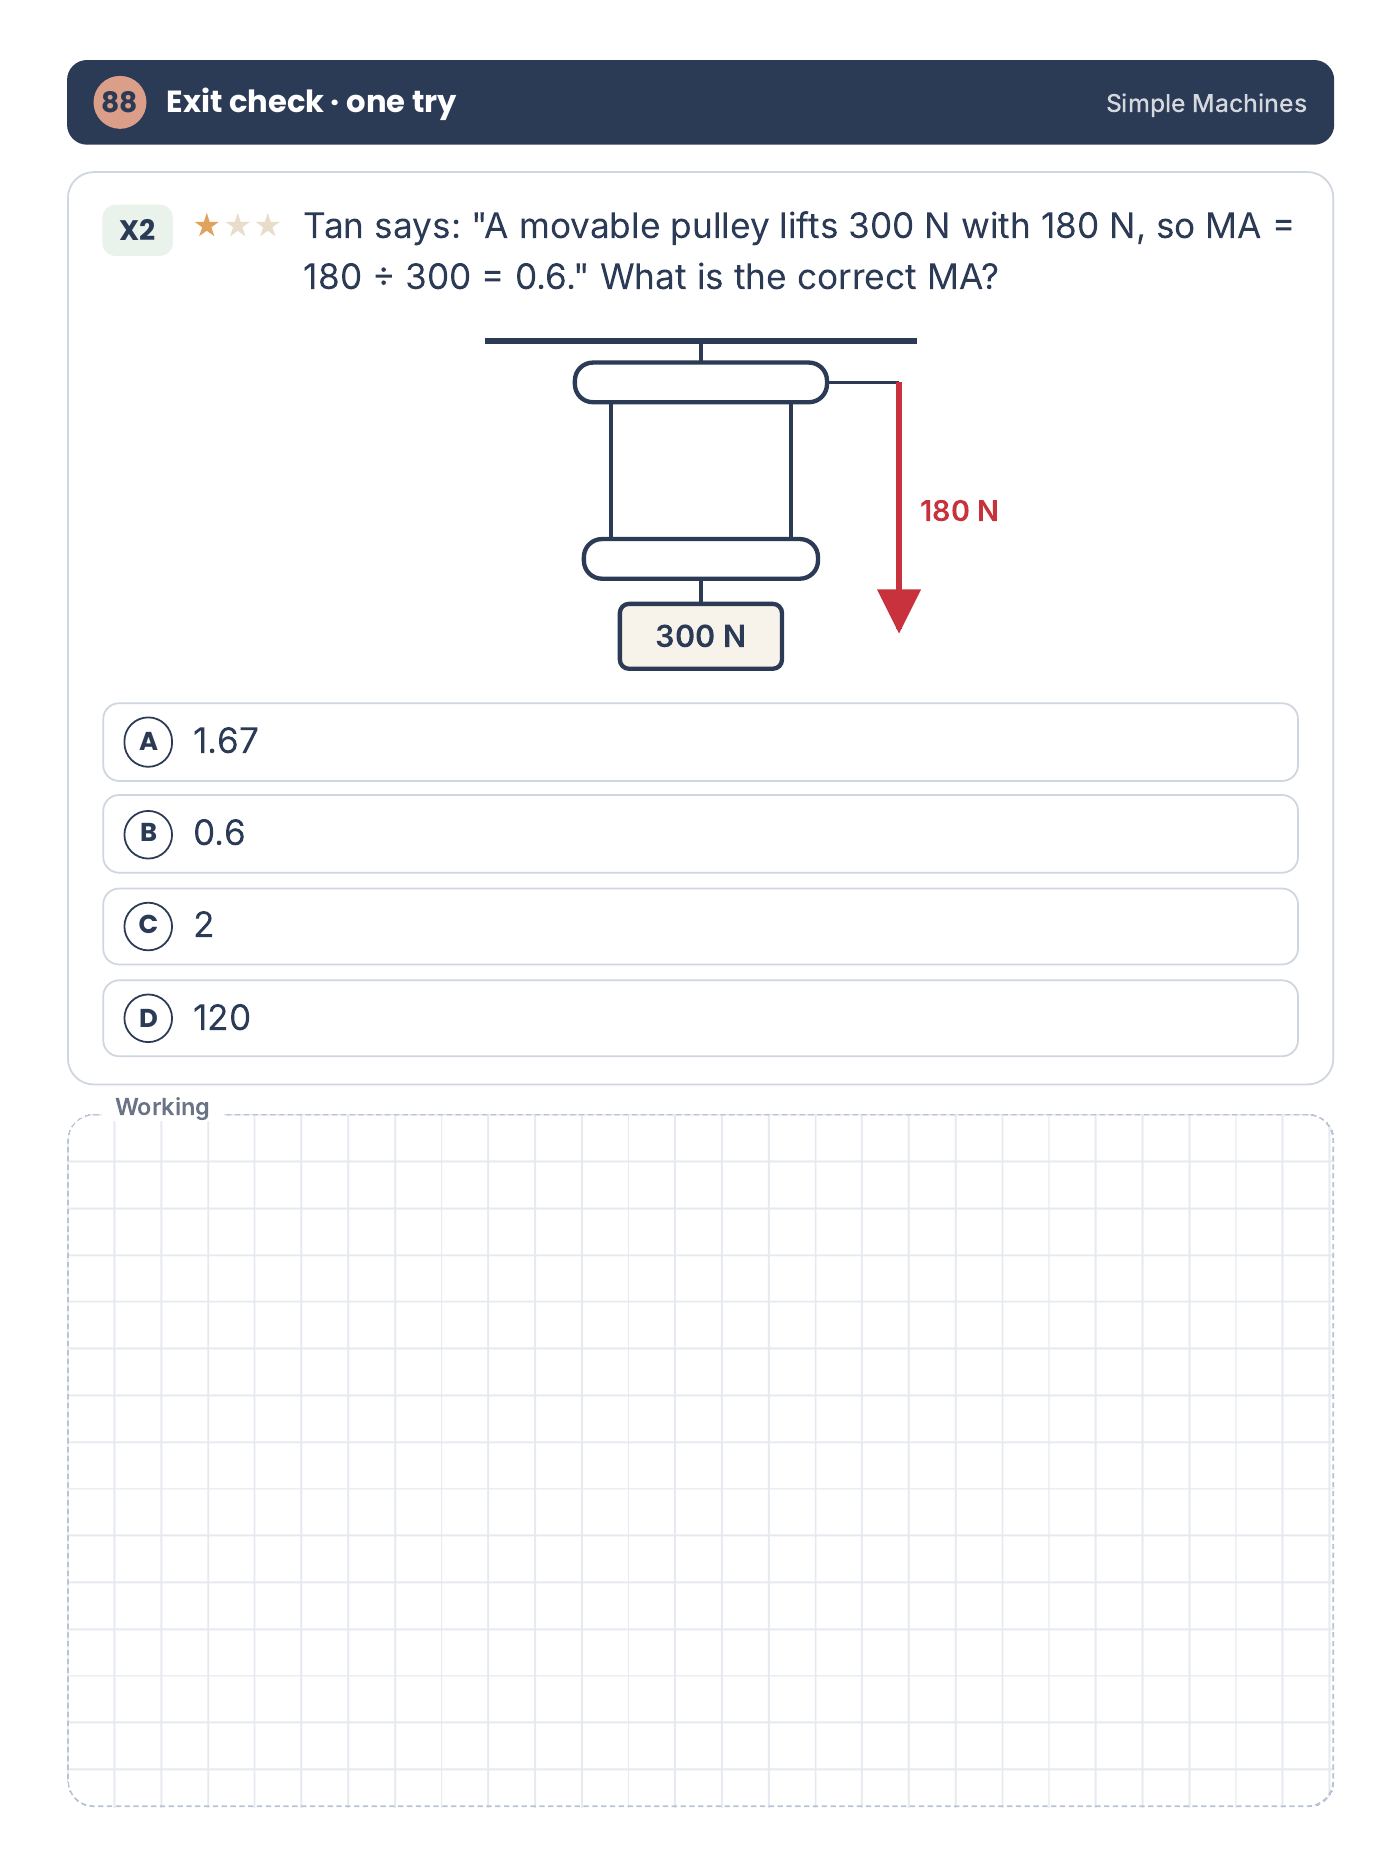 88 Exit check · one try Simple Machines
X2 ★★★ Tan says: "A movable pulley lifts 300 N with 180 N, so MA =
180 ÷ 300 = 0.6." What is the correct MA?
180 N
300 N
A 1.67
B 0.6
C 2
D 120
Working